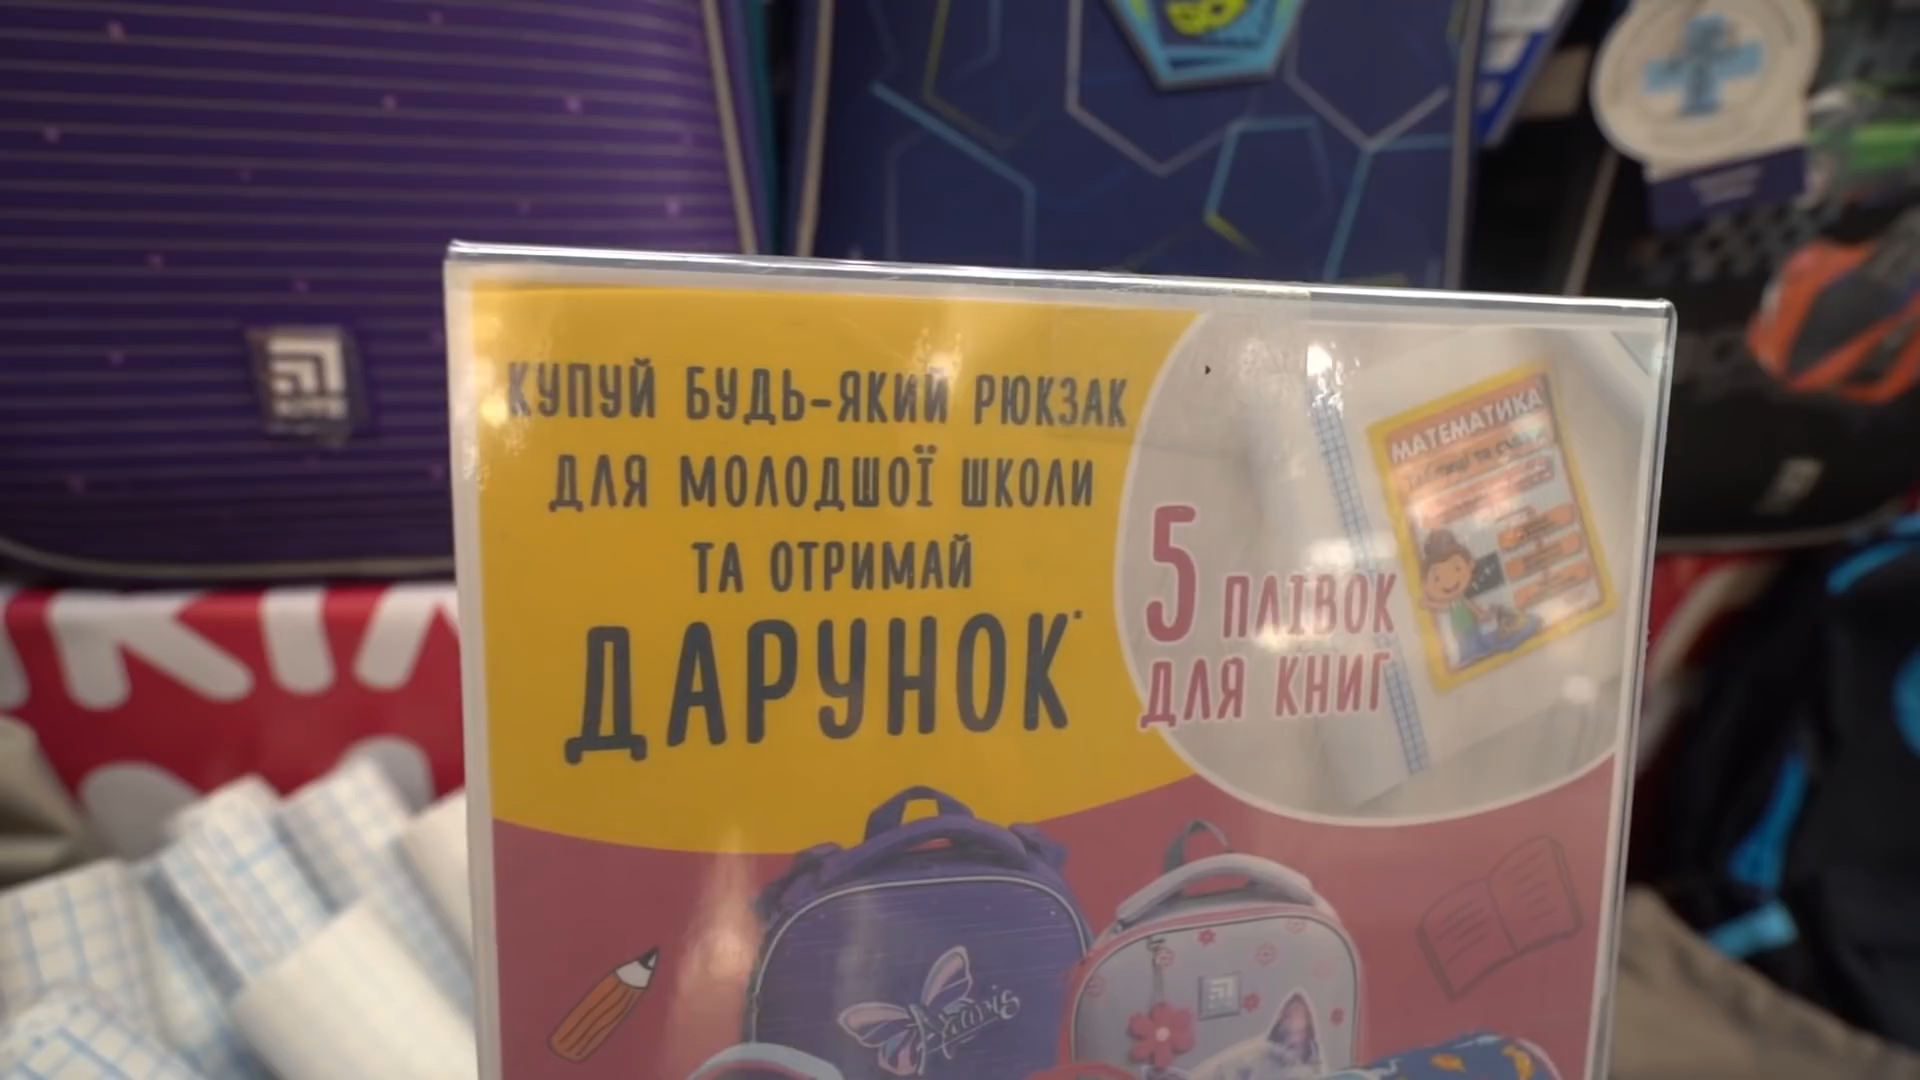 КУПУЙ БУДЬ-ЯКИЙ РЮКЗАК
ДЛЯ МОЛОДШОЇ ШКОЛИ
ТА ОТРИМАЙ
ДАРУНОК*
5 ПЛІВОК
ДЛЯ КНИГ
МАТЕМАТИКА